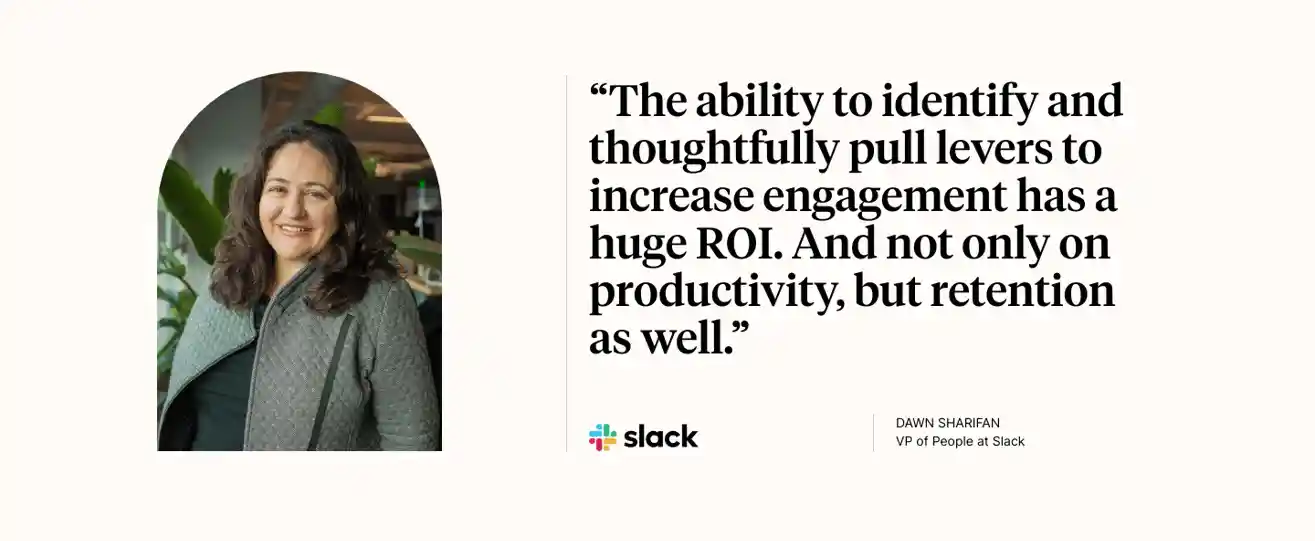 “The ability to identify and
thoughtfully pull levers to
increase engagement has a
huge ROI. And not only on
productivity, but retention
as well.”
slack
DAWN SHARIFAN
VP of People at Slack